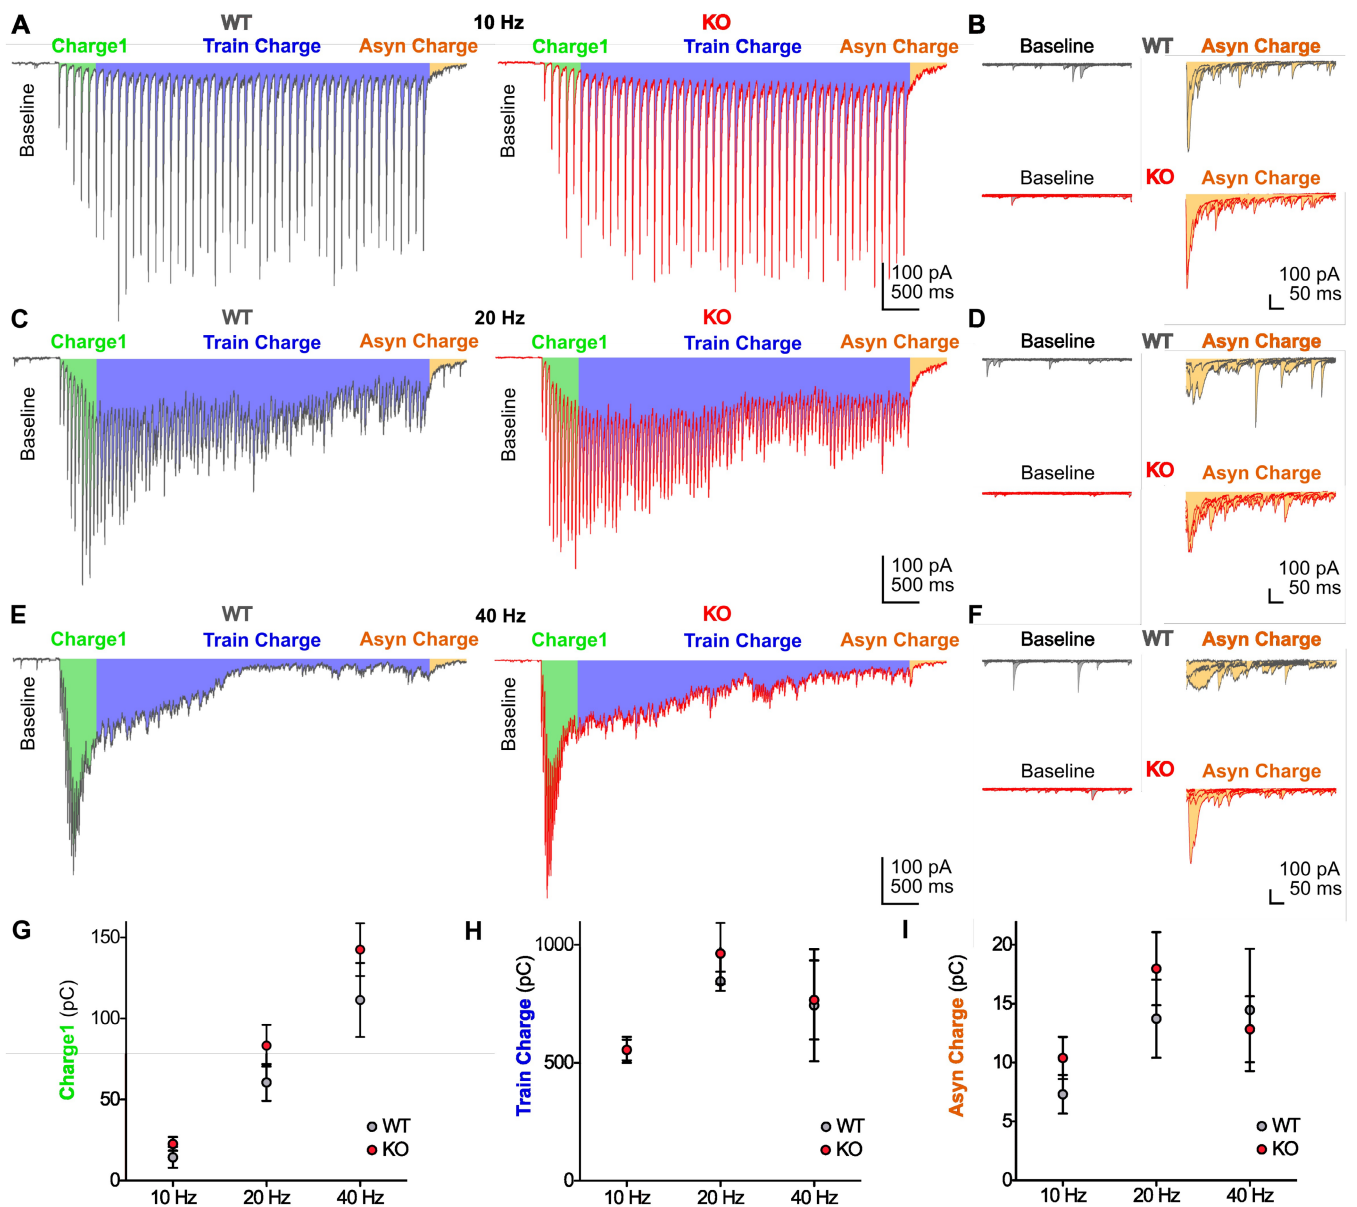 A WT 10 Hz KO
Charge1 Train Charge Asyn Charge Charge1 Train Charge Asyn Charge
Baseline Baseline
100 pA
500 ms
B Baseline WT Asyn Charge
Baseline KO Asyn Charge
100 pA
50 ms
C WT 20 Hz KO
Charge1 Train Charge Asyn Charge Charge1 Train Charge Asyn Charge
Baseline Baseline
100 pA
500 ms
D Baseline WT Asyn Charge
Baseline KO Asyn Charge
100 pA
50 ms
E WT 40 Hz KO
Charge1 Train Charge Asyn Charge Charge1 Train Charge Asyn Charge
Baseline Baseline
100 pA
500 ms
F Baseline WT Asyn Charge
Baseline KO Asyn Charge
100 pA
50 ms
G
Charge1 (pC)
150
100
50
0
10 Hz 20 Hz 40 Hz
WT
KO
H
Train Charge (pC)
1000
500
0
10 Hz 20 Hz 40 Hz
WT
KO
I
Asyn Charge (pC)
20
15
10
5
0
10 Hz 20 Hz 40 Hz
WT
KO